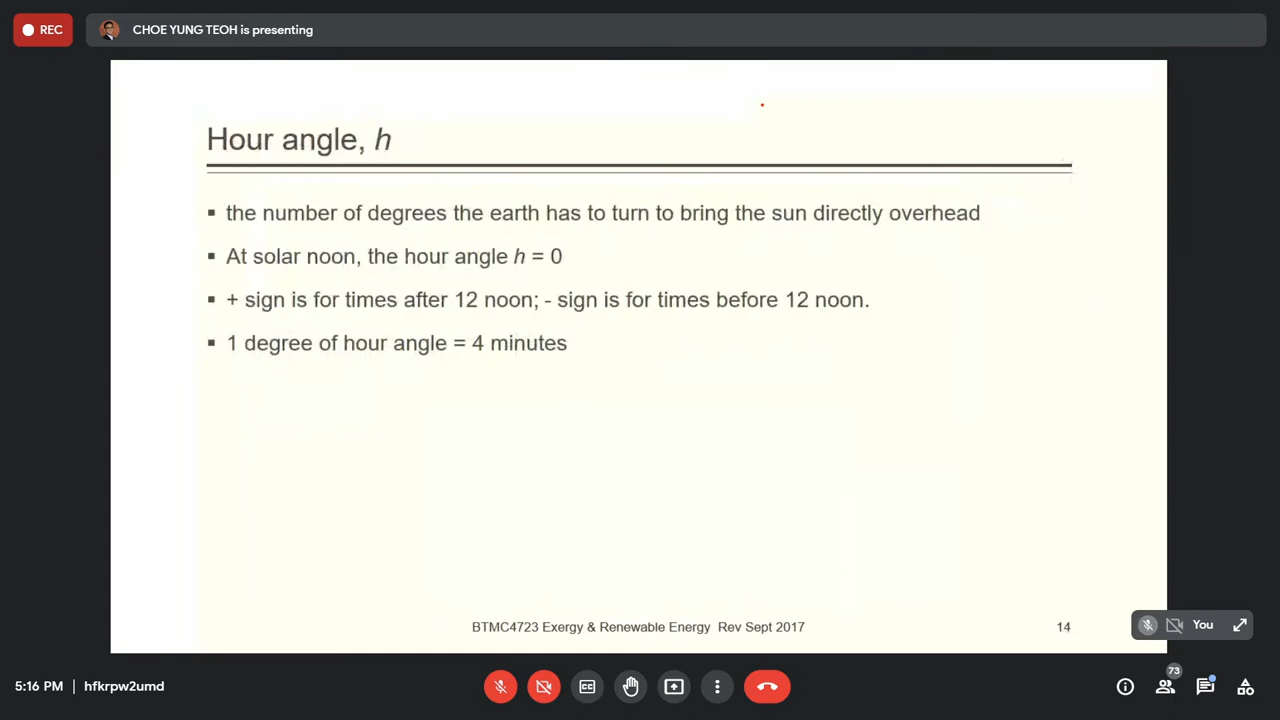 REC
CHOE YUNG TEOH is presenting
Hour angle, h
▪ the number of degrees the earth has to turn to bring the sun directly overhead
▪ At solar noon, the hour angle h = 0
▪ + sign is for times after 12 noon; - sign is for times before 12 noon.
▪ 1 degree of hour angle = 4 minutes
BTMC4723 Exergy & Renewable Energy Rev Sept 2017
14
You
5:16 PM | hfkrpw2umd
CC
73